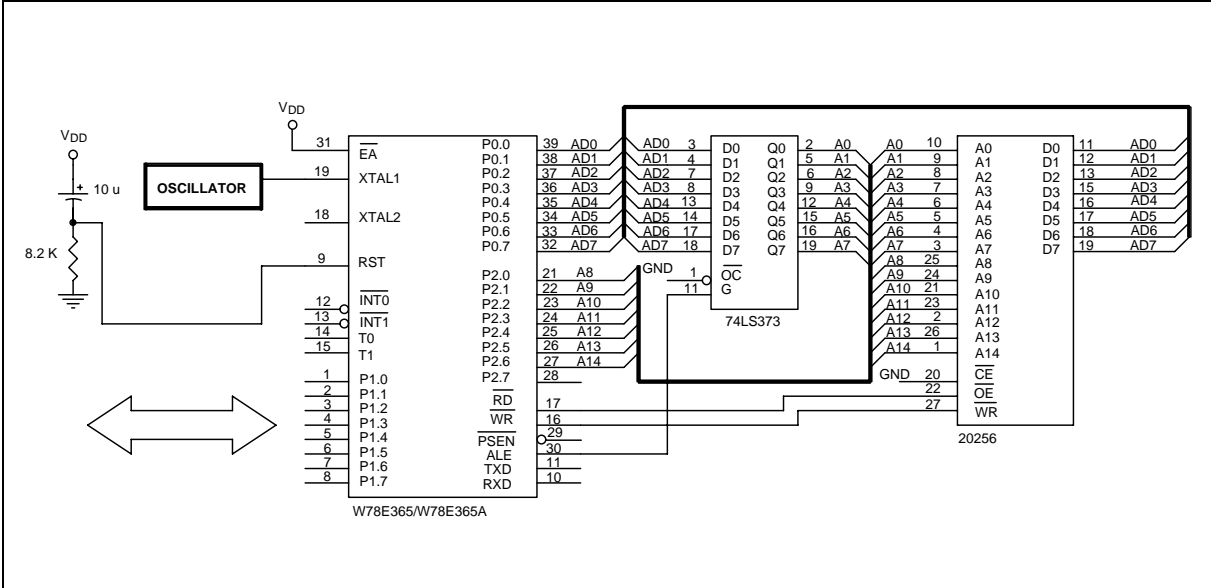 VDD
10 u
8.2 K
OSCILLATOR
VDD
31 EA
19 XTAL1
18 XTAL2
9 RST
12 INT0
13 INT1
14 T0
15 T1
1 P1.0
2 P1.1
3 P1.2
4 P1.3
5 P1.4
6 P1.5
7 P1.6
8 P1.7
P0.0 39 AD0
P0.1 38 AD1
P0.2 37 AD2
P0.3 36 AD3
P0.4 35 AD4
P0.5 34 AD5
P0.6 33 AD6
P0.7 32 AD7
P2.0 21 A8
P2.1 22 A9
P2.2 23 A10
P2.3 24 A11
P2.4 25 A12
P2.5 26 A13
P2.6 27 A14
P2.7 28
RD 17
WR 16
PSEN 29
ALE 30
TXD 11
RXD 10
W78E365/W78E365A
AD0 3 D0 Q0 2 A0
AD1 4 D1 Q1 5 A1
AD2 7 D2 Q2 6 A2
AD3 8 D3 Q3 9 A3
AD4 13 D4 Q4 12 A4
AD5 14 D5 Q5 15 A5
AD6 17 D6 Q6 16 A6
AD7 18 D7 Q7 19 A7
GND 1 OC
11 G
74LS373
A0 10 A0 D0 11 AD0
A1 9 A1 D1 12 AD1
A2 8 A2 D2 13 AD2
A3 7 A3 D3 15 AD3
A4 6 A4 D4 16 AD4
A5 5 A5 D5 17 AD5
A6 4 A6 D6 18 AD6
A7 3 A7 D7 19 AD7
A8 25 A8
A9 24 A9
A10 21 A10
A11 23 A11
A12 2 A12
A13 26 A13
A14 1 A14
GND 20 CE
22 OE
27 WR
20256